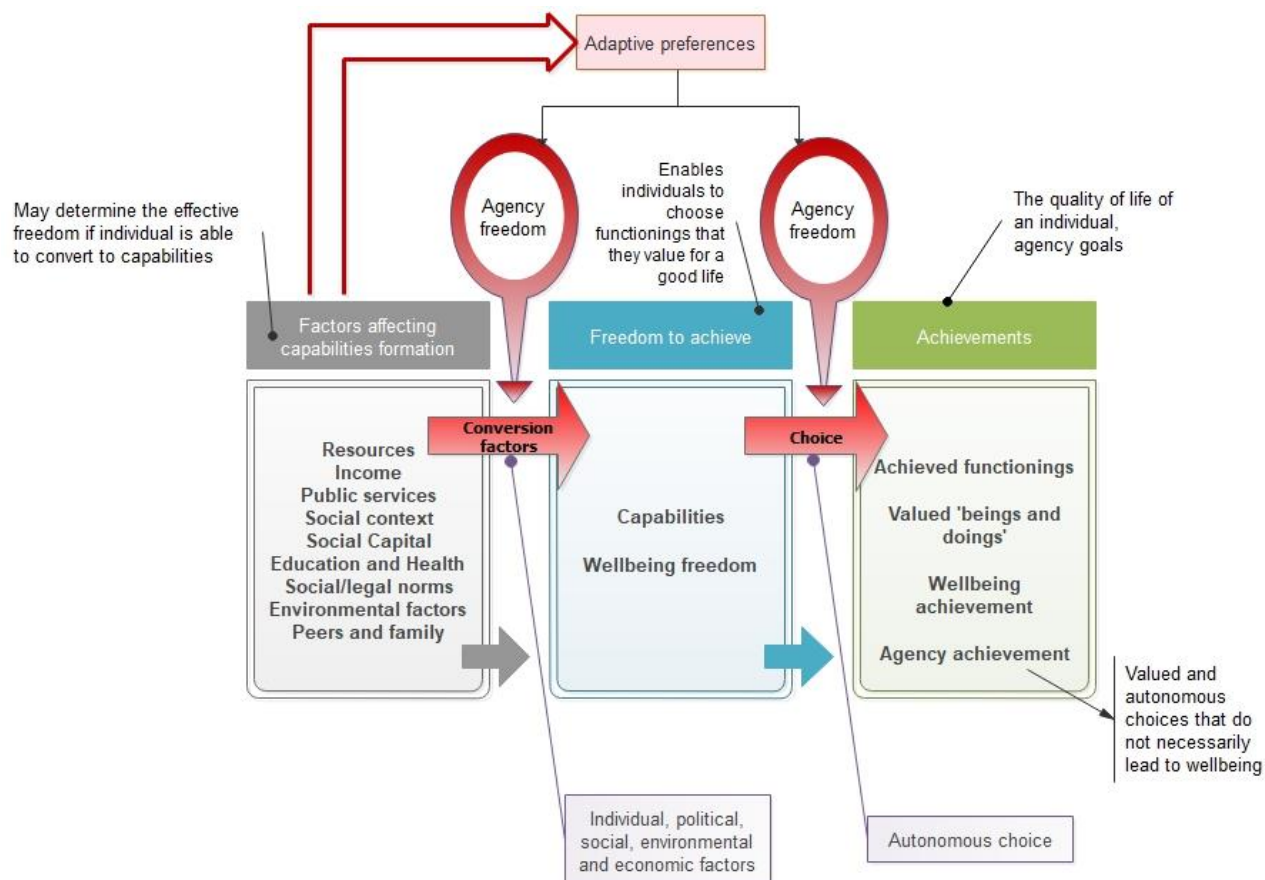 Adaptive preferences
Agency
freedom
Enables
individuals to
choose
functionings that
they value for a
good life
Agency
freedom
The quality of life of
an individual,
agency goals
May determine the effective
freedom if individual is able
to convert to capabilities
Factors affecting
capabilities formation
Freedom to achieve
Achievements
Conversion
factors
Choice
Resources
Income
Public services
Social context
Social Capital
Education and Health
Social/legal norms
Environmental factors
Peers and family
Capabilities
Wellbeing freedom
Achieved functionings
Valued 'beings and
doings'
Wellbeing
achievement
Agency achievement
Valued and
autonomous
choices that do
not necessarily
lead to wellbeing
Individual, political,
social, environmental
and economic factors
Autonomous choice